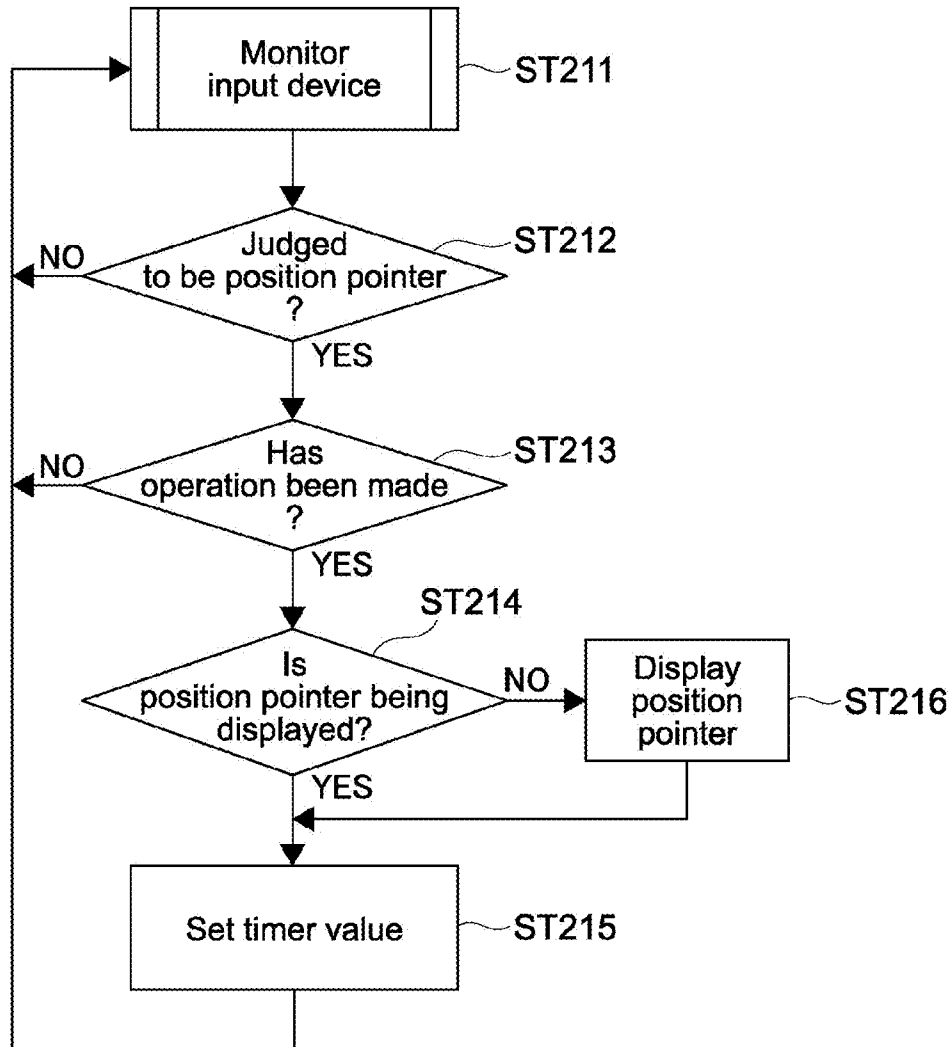 Monitor
input device
ST211
Judged
to be position pointer
?
ST212
NO
YES
Has
operation been made
?
ST213
NO
YES
ST214
Is
position pointer being
displayed?
NO
YES
Display
position
pointer
ST216
Set timer value
ST215